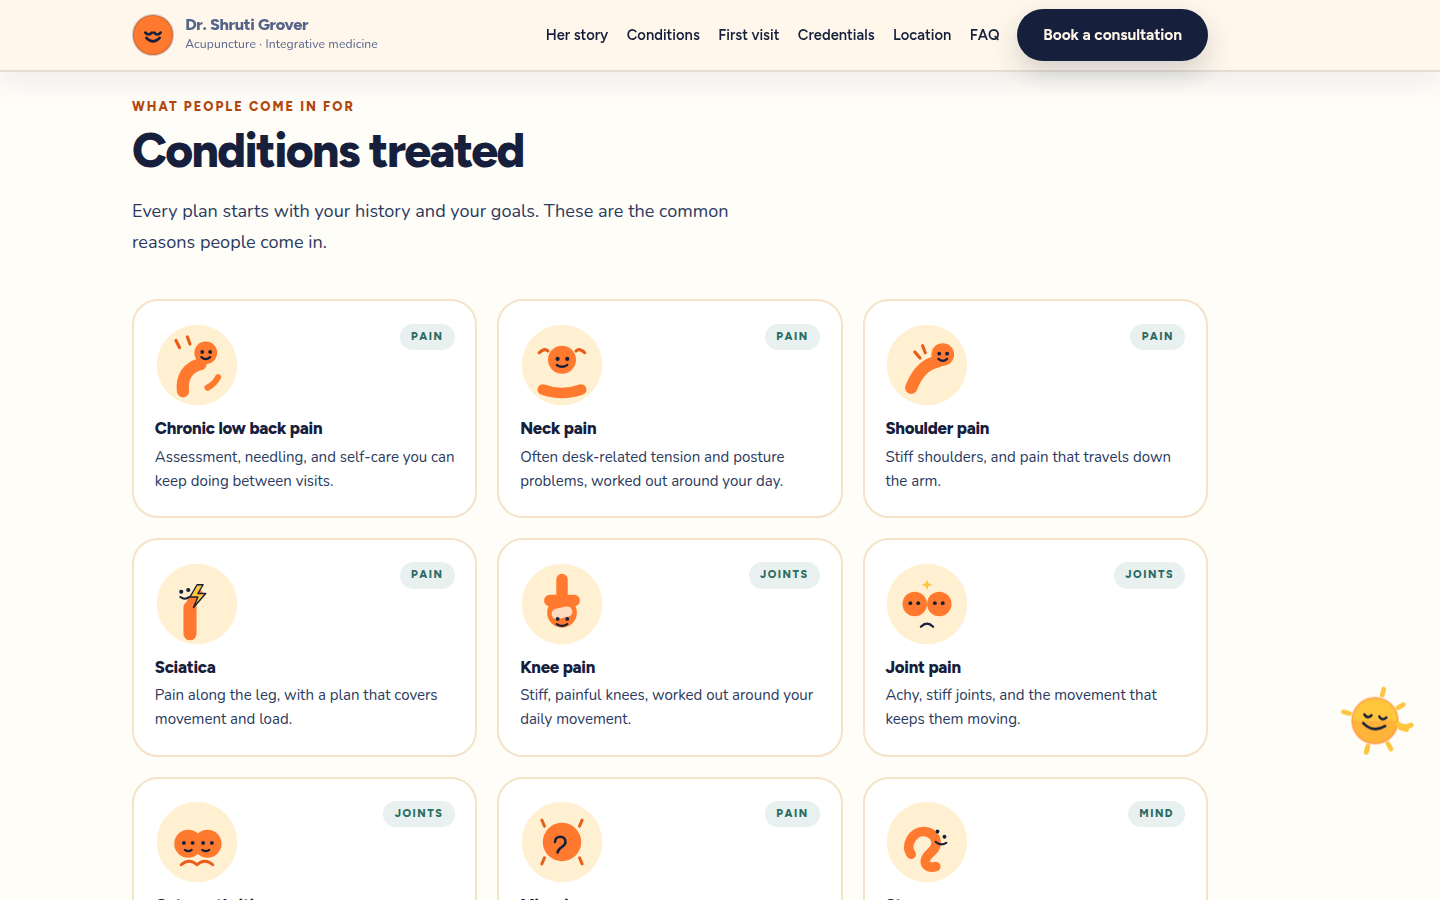 Dr. Shruti Grover
Acupuncture · Integrative medicine
Her story
Conditions
First visit
Credentials
Location
FAQ
Book a consultation
WHAT PEOPLE COME IN FOR
Conditions treated
Every plan starts with your history and your goals. These are the common
reasons people come in.
PAIN
Chronic low back pain
Assessment, needling, and self-care you can
keep doing between visits.
PAIN
Neck pain
Often desk-related tension and posture
problems, worked out around your day.
PAIN
Shoulder pain
Stiff shoulders, and pain that travels down
the arm.
PAIN
Sciatica
Pain along the leg, with a plan that covers
movement and load.
JOINTS
Knee pain
Stiff, painful knees, worked out around your
daily movement.
JOINTS
Joint pain
Achy, stiff joints, and the movement that
keeps them moving.
JOINTS
PAIN
MIND